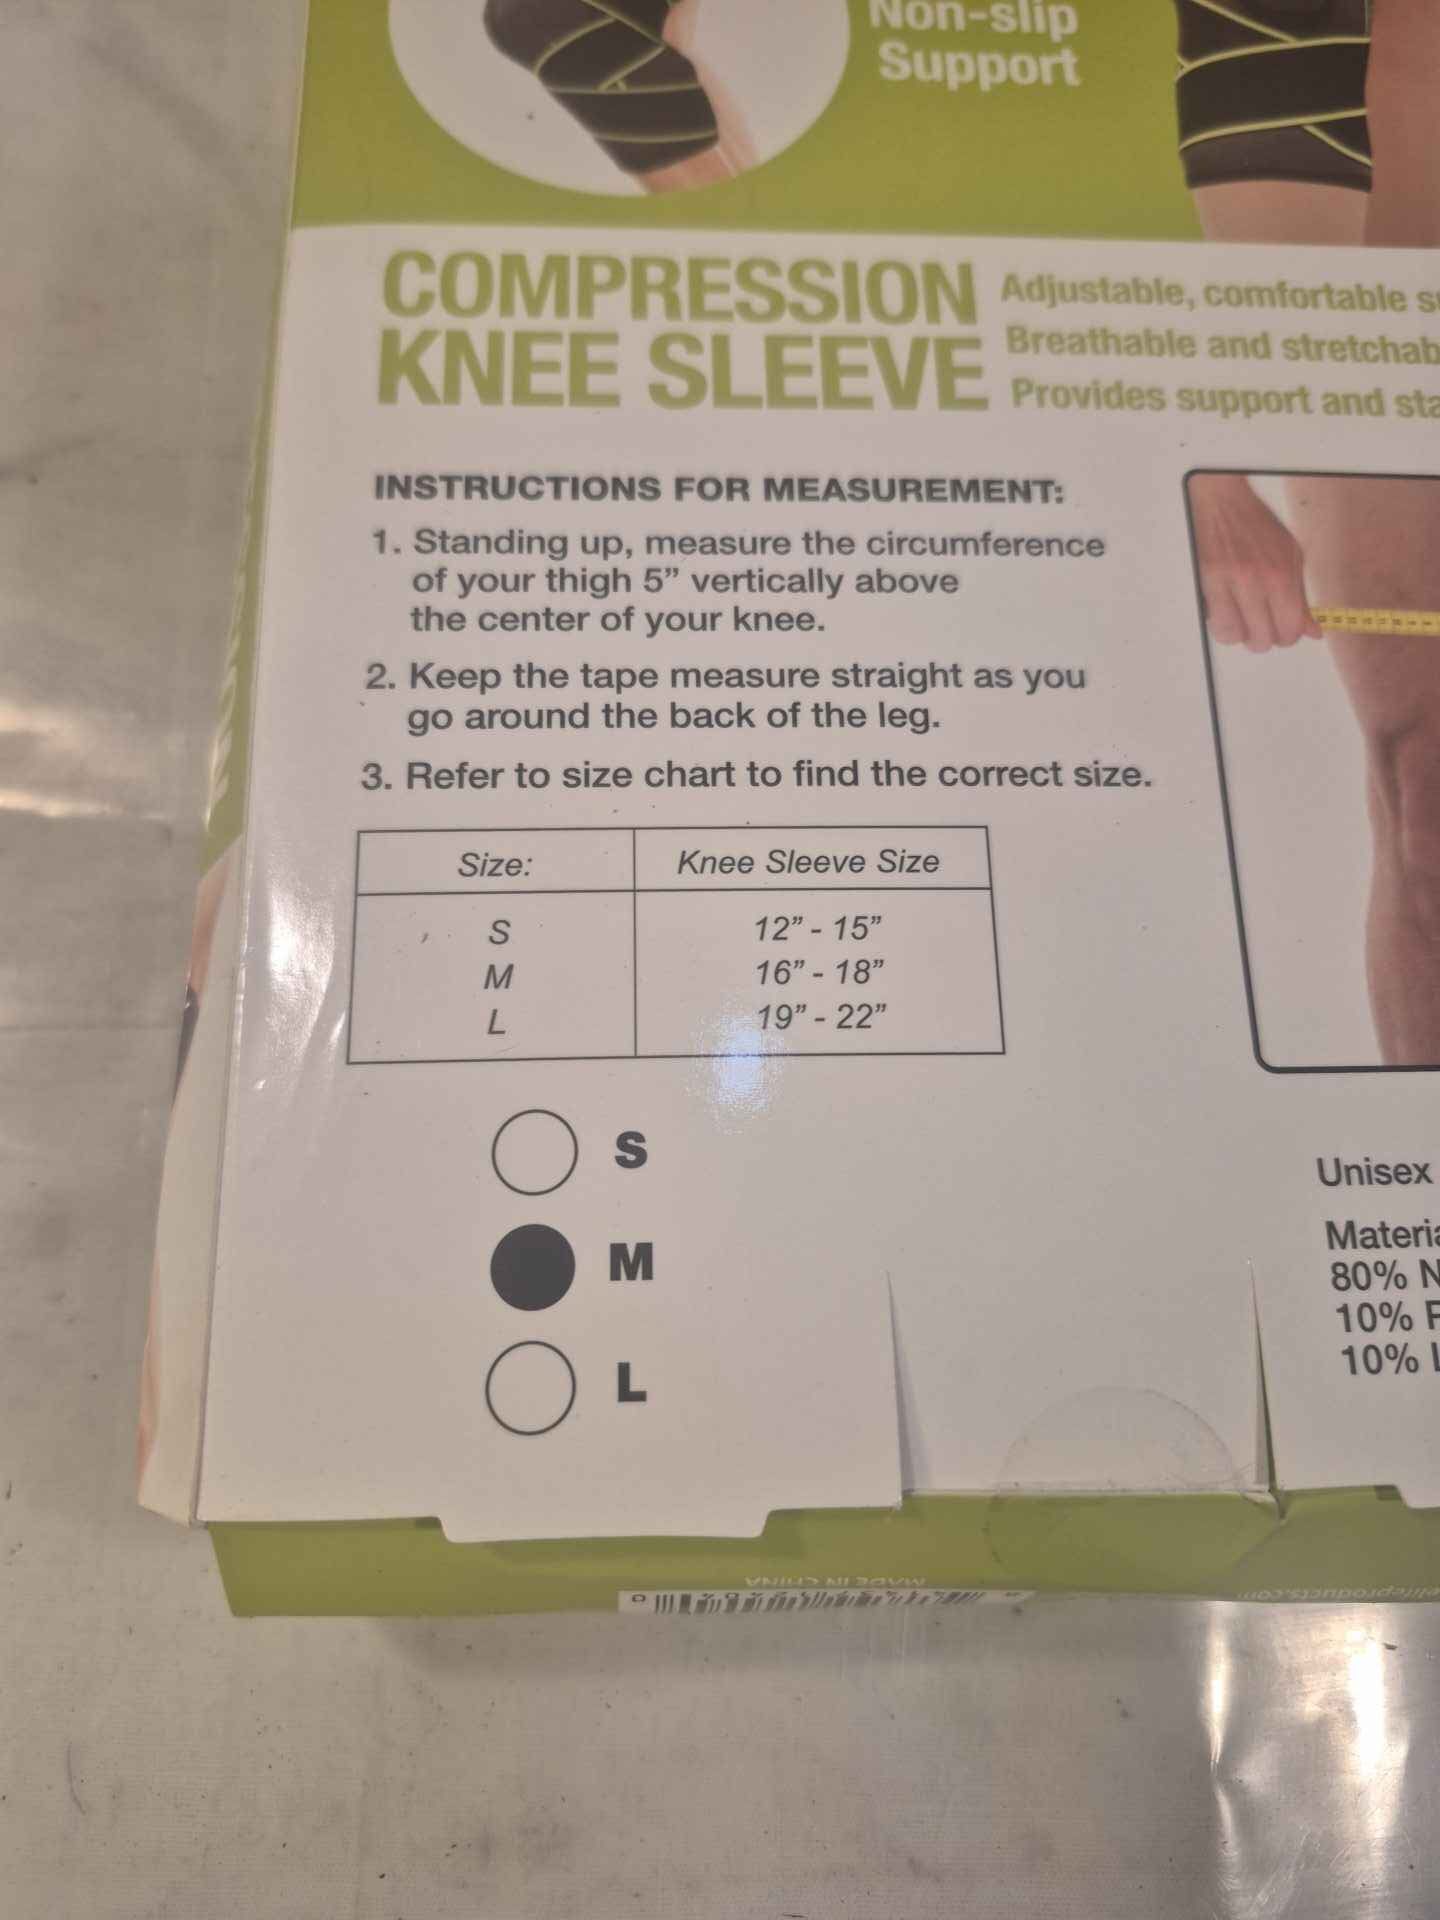 Non-slip
Support
COMPRESSION
KNEE SLEEVE
Adjustable, comfortable
Breathable and
Provides support and
INSTRUCTIONS FOR MEASUREMENT:
1. Standing up, measure the circumference
of your thigh 5” vertically above
the center of your knee.
2. Keep the tape measure straight as you
go around the back of the leg.
3. Refer to size chart to find the correct size.
Size: Knee Sleeve Size
S 12” - 15”
M 16” - 18”
L 19” - 22”
S
M
L
Unisex
80%
10%
10%
MADE IN CHINA